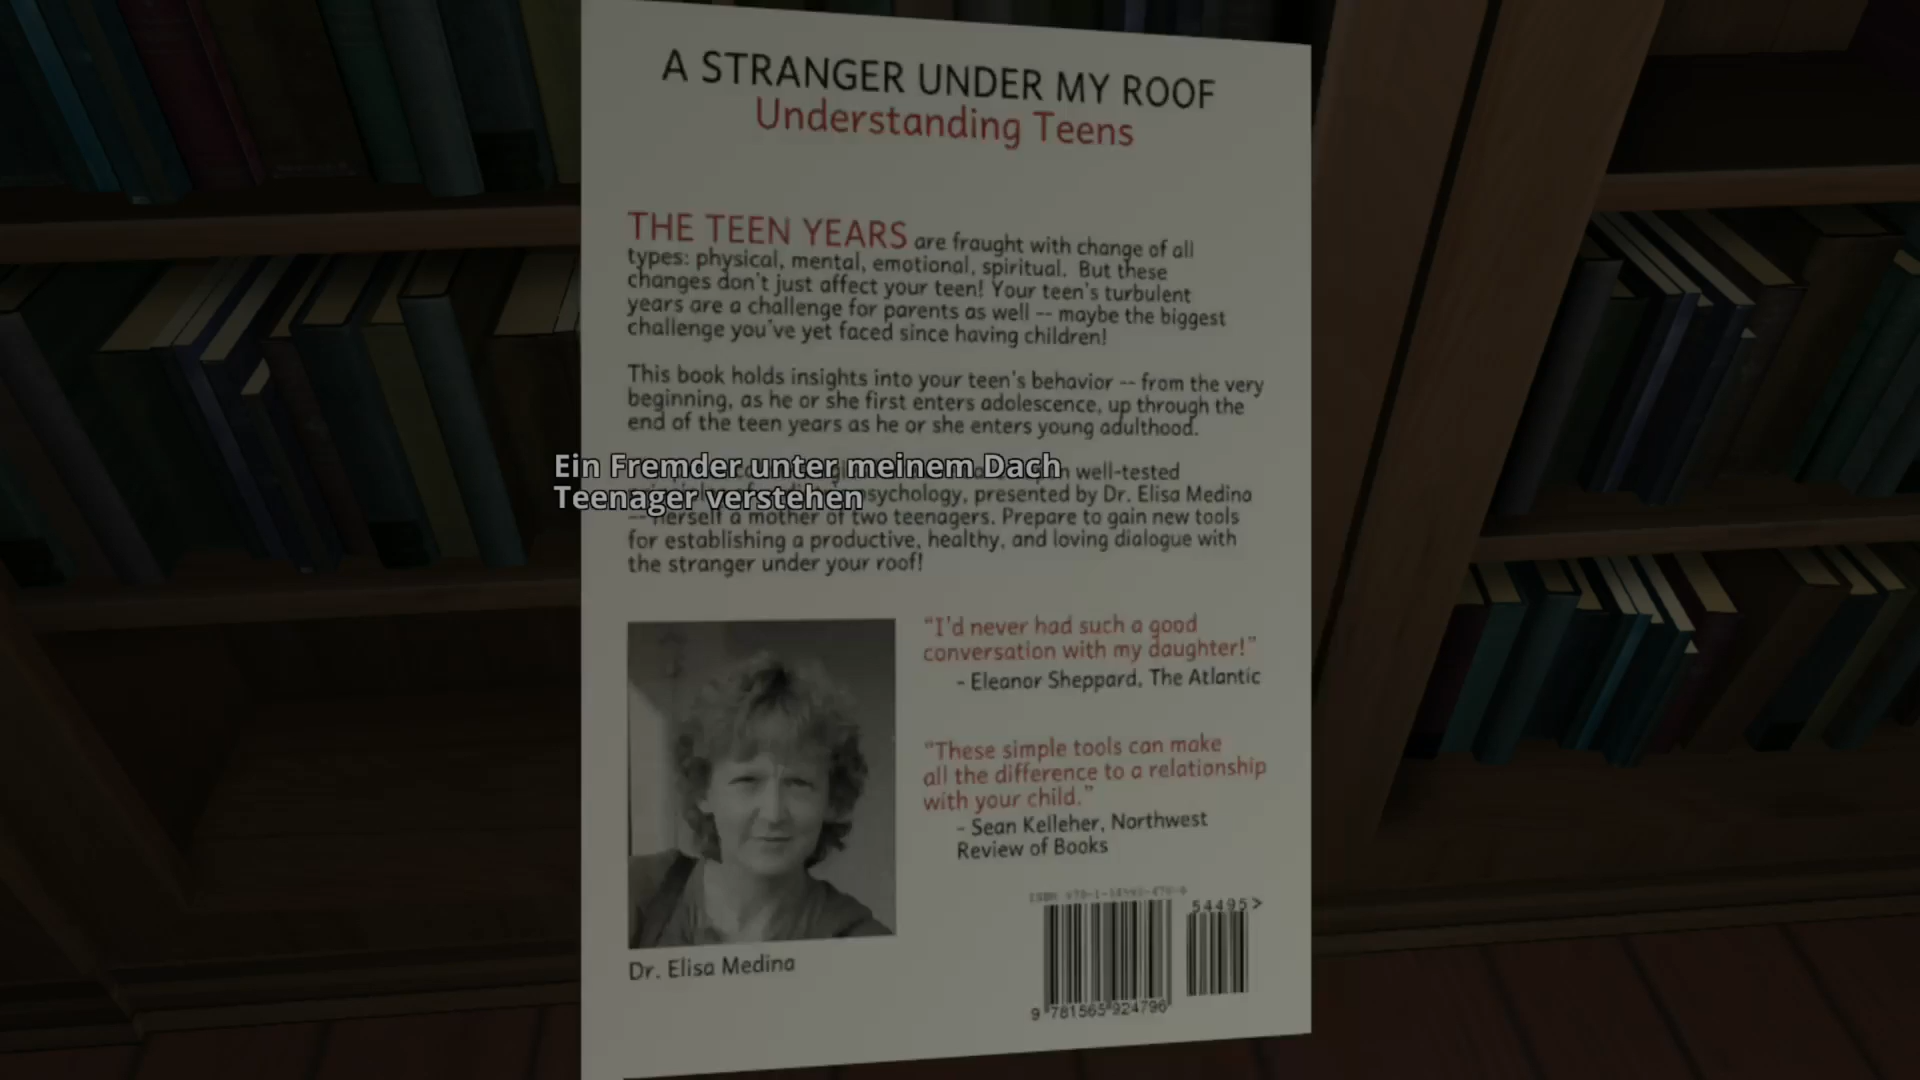 A STRANGER UNDER MY ROOF
Understanding Teens
THE TEEN YEARS are fraught with change of all
types: physical, mental, emotional, spiritual. But these
changes don't just affect your teen! Your teen's turbulent
years are a challenge for parents as well -- maybe the biggest
challenge you've yet faced since having children!
This book holds insights into your teen's behavior -- from the very
beginning, as he or she first enters adolescence, up through the
end of the teen years as he or she enters young adulthood.
Ein Fremder unter meinem Dach
well-tested
Teenager verstehen
psychology, presented by Dr. Elisa Medina
-- herself a mother of two teenagers. Prepare to gain new tools
for establishing a productive, healthy, and loving dialogue with
the stranger under your roof!
"I'd never had such a good
conversation with my daughter!"
- Eleanor Sheppard, The Atlantic
"These simple tools can make
all the difference to a relationship
with your child."
- Sean Kelleher, Northwest
Review of Books
Dr. Elisa Medina
54495>
9 781565 924796